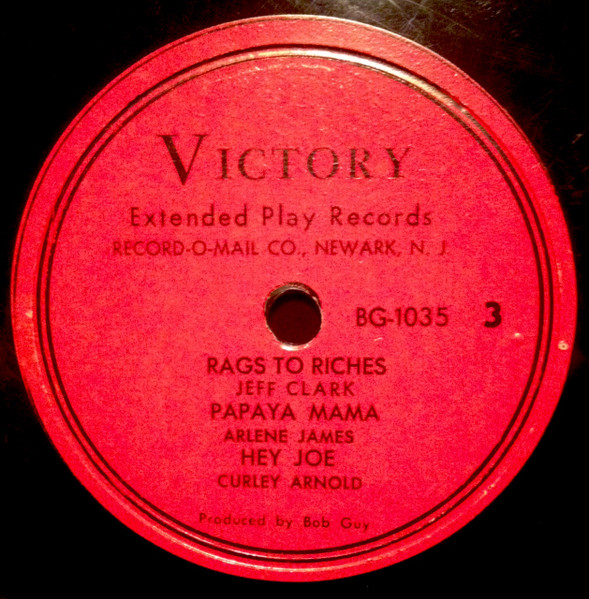 VICTORY
Extended Play Records
RECORD-O-MAIL CO., NEWARK, N. J.
BG-1035 3
RAGS TO RICHES
JEFF CLARK
PAPAYA MAMA
ARLENE JAMES
HEY JOE
CURLEY ARNOLD
Produced by Bob Guy